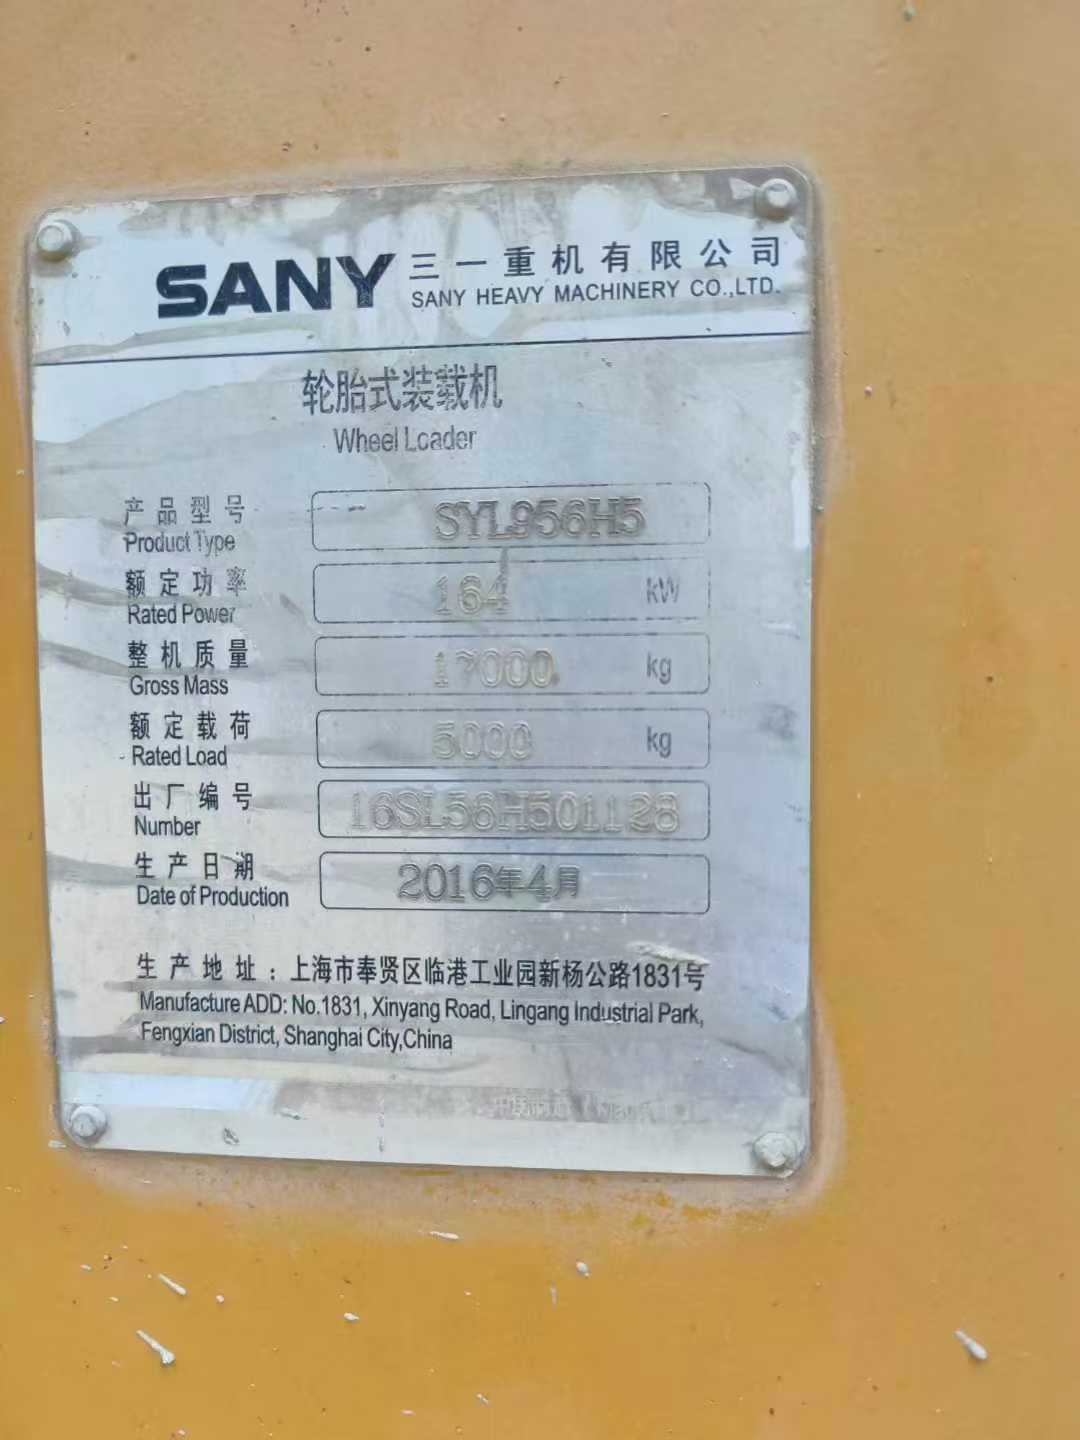 SANY 三一重机有限公司
SANY HEAVY MACHINERY CO.,LTD.
轮胎式装载机
Wheel Loader
产品型号 SYL956H5
Product Type
额定功率 164 kW
Rated Power
整机质量 17000 kg
Gross Mass
额定载荷 5000 kg
Rated Load
出厂编号 16SL56H501128
Number
生产日期 2016年4月
Date of Production
生产地址：上海市奉贤区临港工业园新杨公路1831号
Manufacture ADD: No.1831, Xinyang Road, Lingang Industrial Park,
Fengxian District, Shanghai City,China